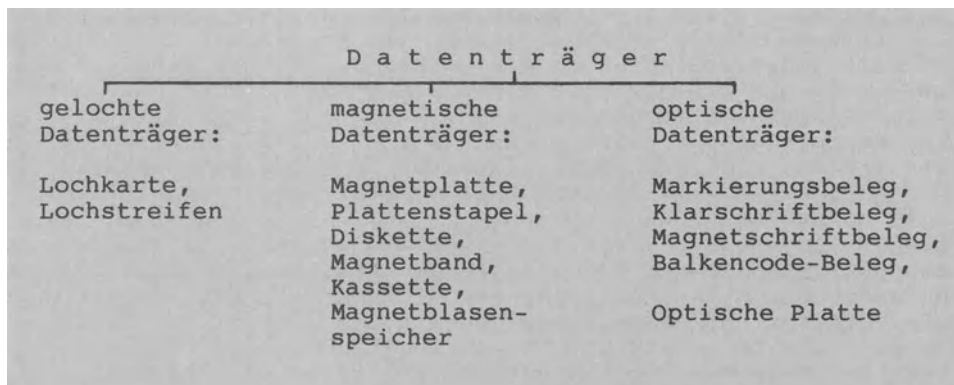 Datenträger
gelochte
Datenträger:
Lochkarte,
Lochstreifen
magnetische
Datenträger:
Magnetplatte,
Plattenstapel,
Diskette,
Magnetband,
Kassette,
Magnetblasen-
speicher
optische
Datenträger:
Markierungsbeleg,
Klarschriftbeleg,
Magnetschriftbeleg,
Balkencode-Beleg,
Optische Platte